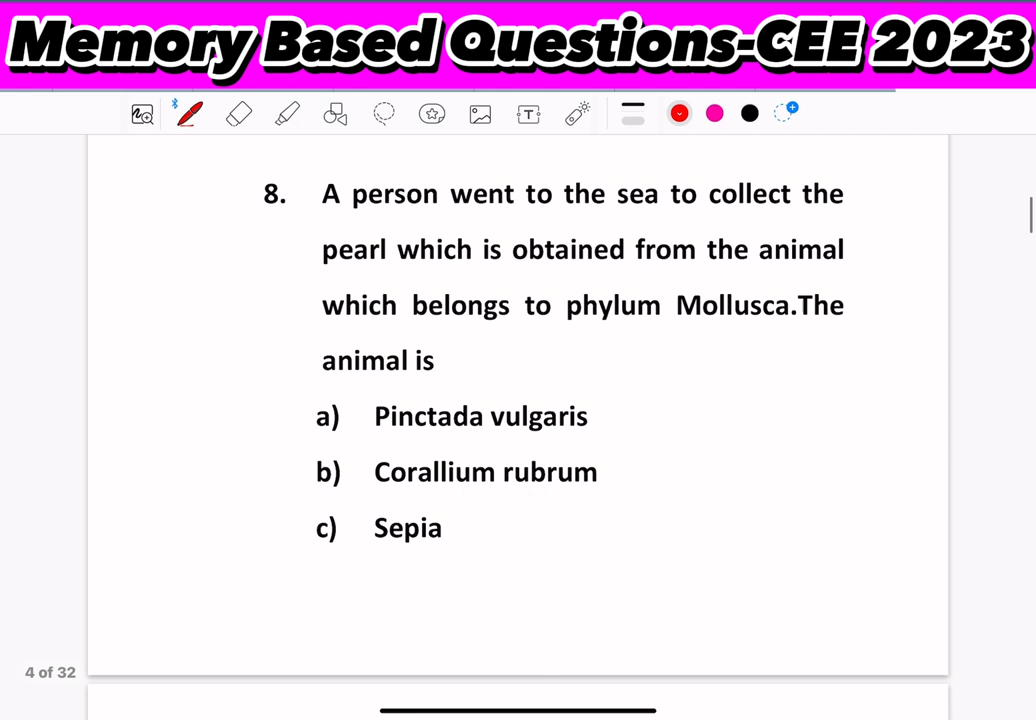 Memory Based Questions-CEE 2023
T
8. A person went to the sea to collect the
pearl which is obtained from the animal
which belongs to phylum Mollusca.The
animal is
a) Pinctada vulgaris
b) Corallium rubrum
c) Sepia
4 of 32